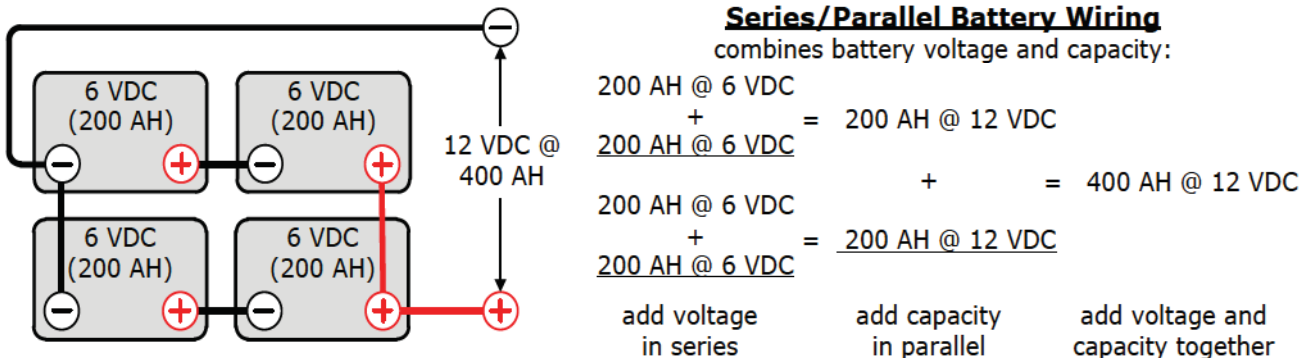 Series/Parallel Battery Wiring
combines battery voltage and capacity:
6 VDC
(200 AH)
6 VDC
(200 AH)
6 VDC
(200 AH)
6 VDC
(200 AH)
12 VDC @
400 AH
200 AH @ 6 VDC
+
200 AH @ 6 VDC
= 200 AH @ 12 VDC
+
200 AH @ 6 VDC
+
200 AH @ 6 VDC
= 200 AH @ 12 VDC
= 400 AH @ 12 VDC
add voltage
in series
add capacity
in parallel
add voltage and
capacity together